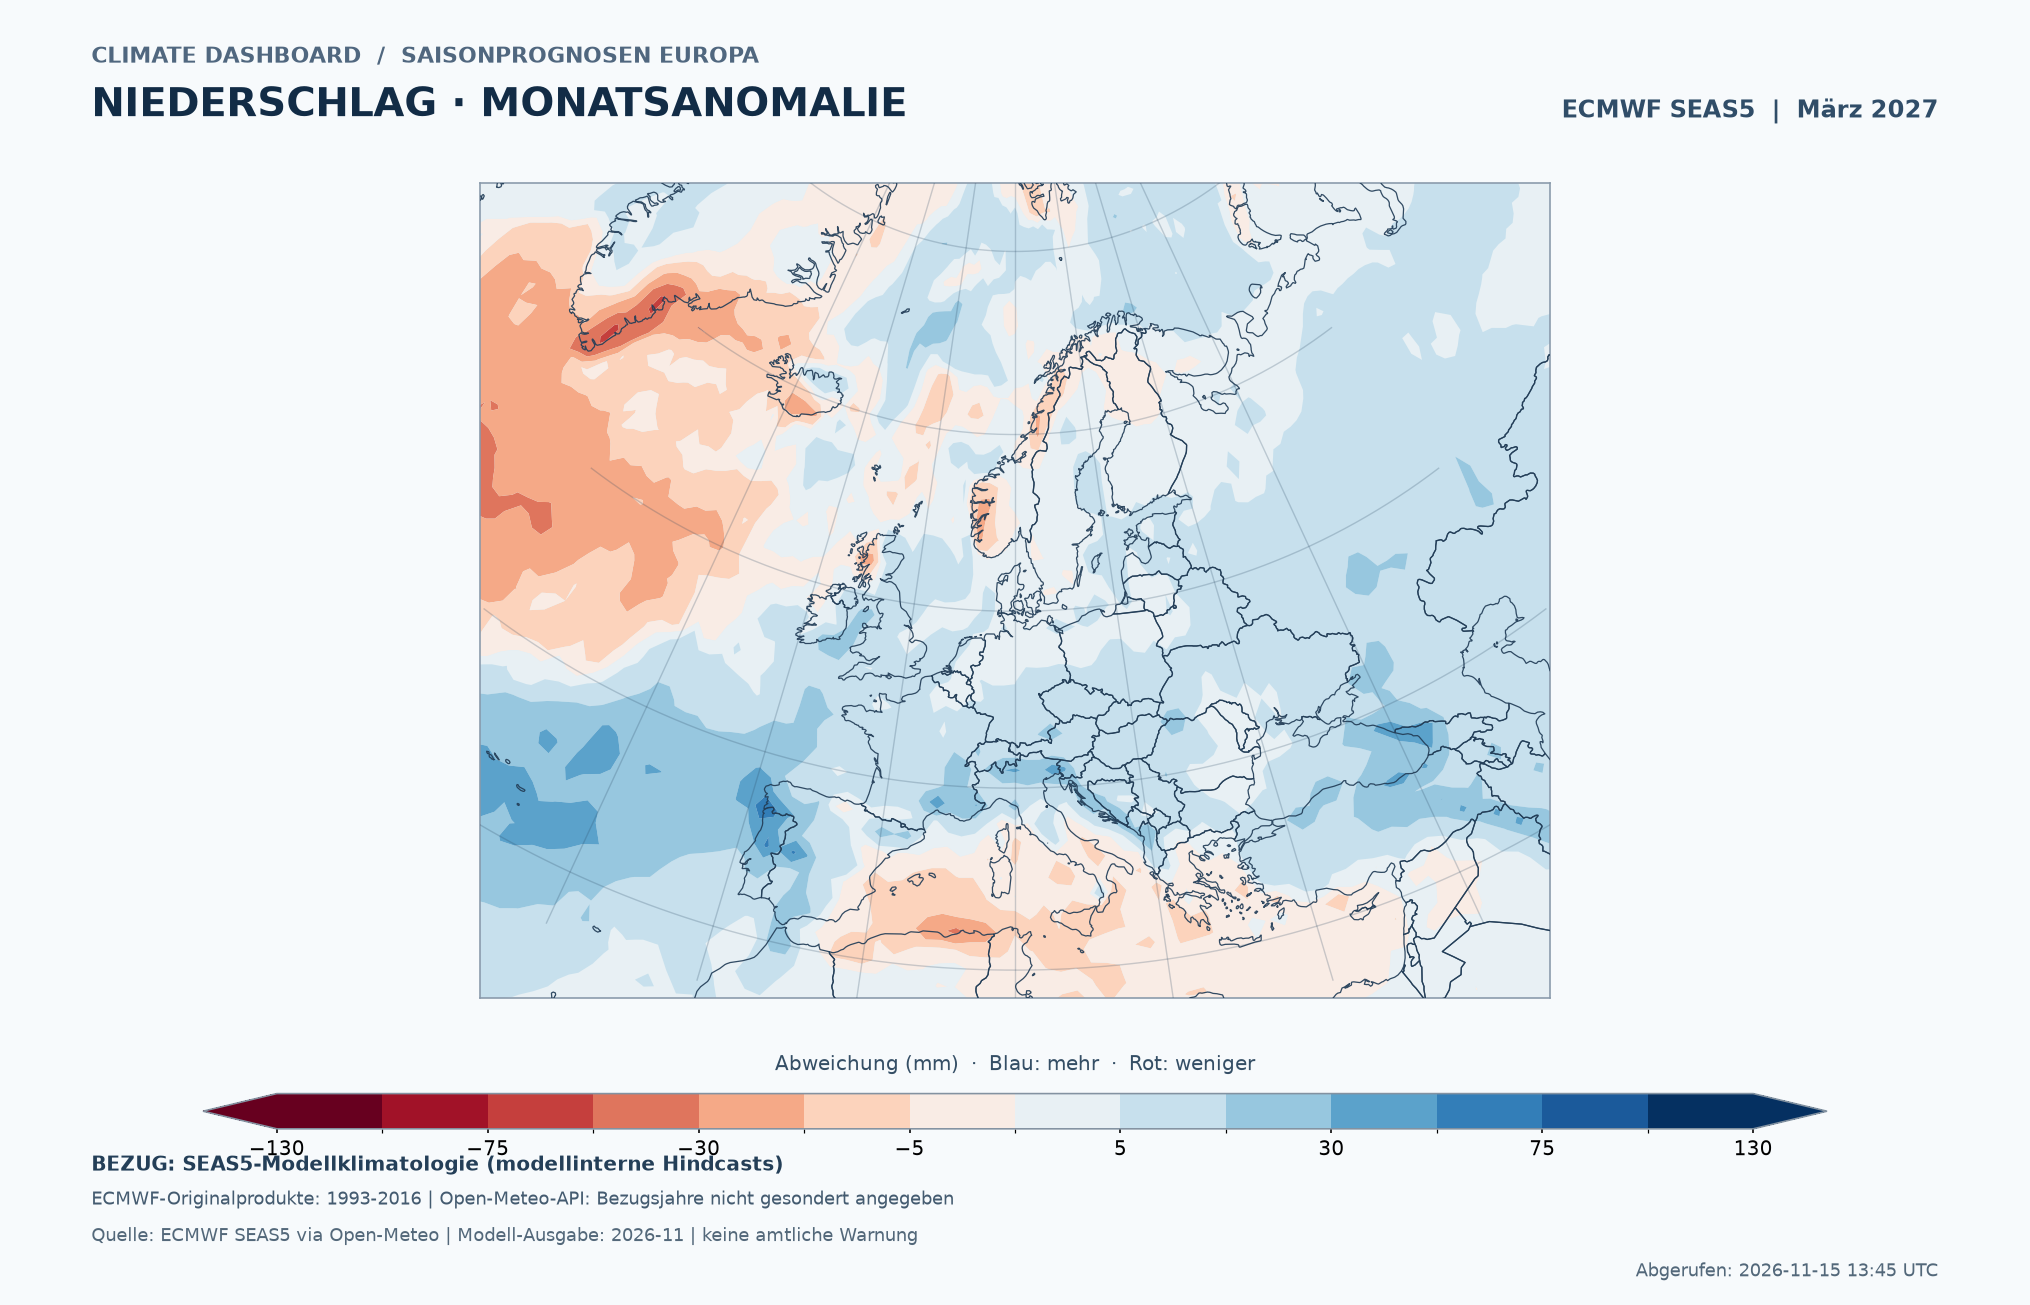 CLIMATE DASHBOARD / SAISONPROGNOSEN EUROPA
NIEDERSCHLAG · MONATSANOMALIE
ECMWF SEAS5 | März 2027
Abweichung (mm) · Blau: mehr · Rot: weniger
−130 −75 −30 −5 5 30 75 130
BEZUG: SEAS5-Modellklimatologie (modellinterne Hindcasts)
ECMWF-Originalprodukte: 1993-2016 | Open-Meteo-API: Bezugsjahre nicht gesondert angegeben
Quelle: ECMWF SEAS5 via Open-Meteo | Modell-Ausgabe: 2026-11 | keine amtliche Warnung
Abgerufen: 2026-11-15 13:45 UTC